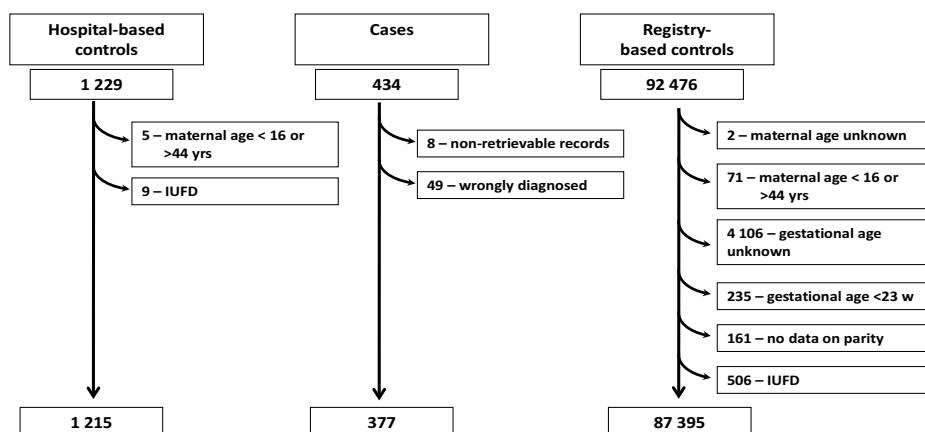 Hospital-based
controls
1 229
5 – maternal age < 16 or
>44 yrs
9 – IUFD
1 215
Cases
434
8 – non-retrievable records
49 – wrongly diagnosed
377
Registry-
based controls
92 476
2 – maternal age unknown
71 – maternal age < 16 or
>44 yrs
4 106 – gestational age
unknown
235 – gestational age <23 w
161 – no data on parity
506 – IUFD
87 395